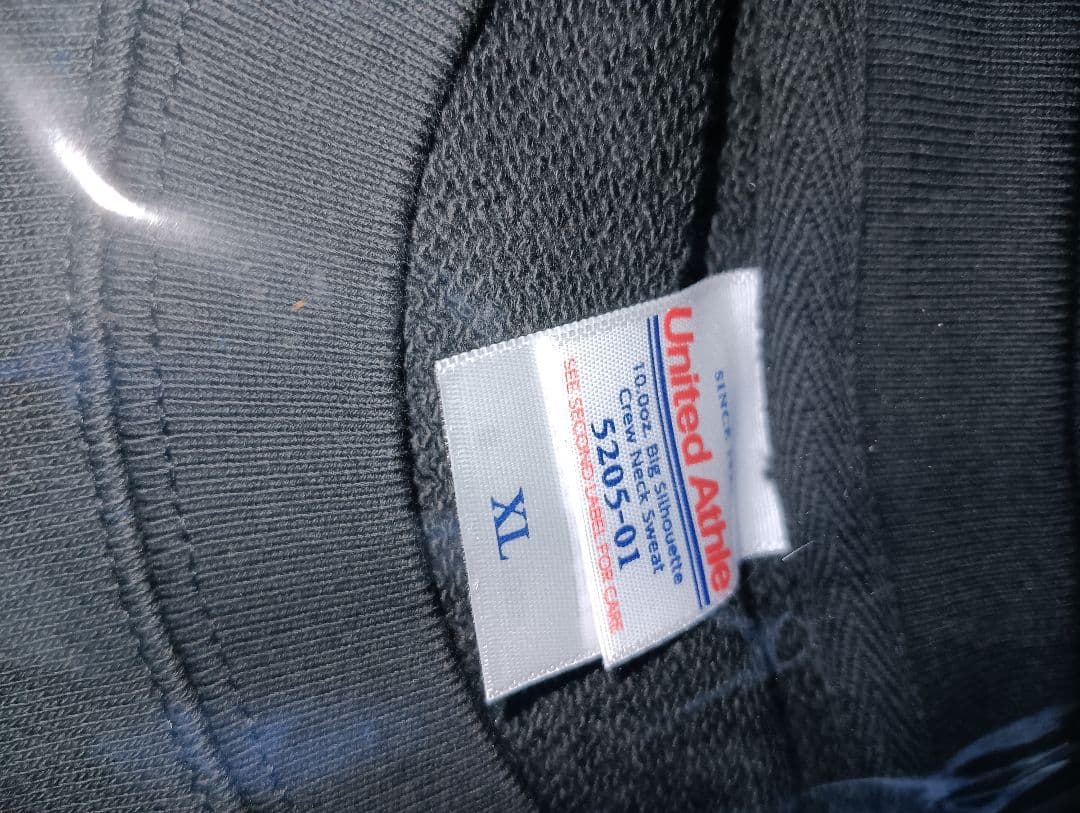 SINCE
United Athle
10.0oz. Big Silhouette
Crew Neck Sweat
5205-01
SEE SECOND LABEL FOR CARE
XL